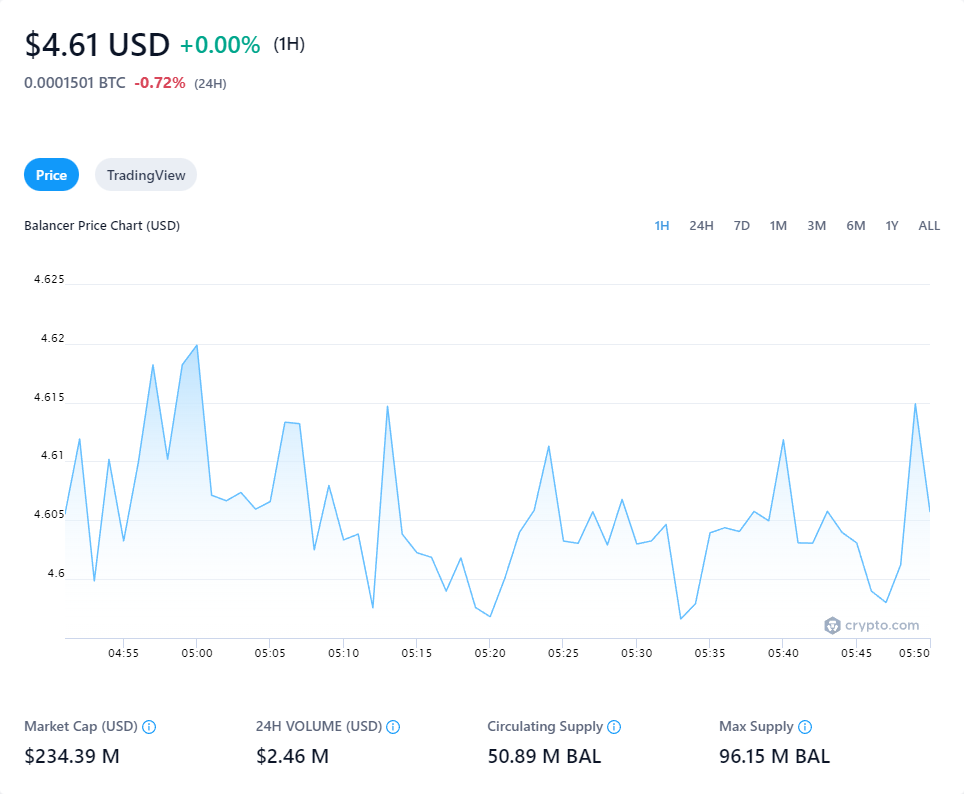 $4.61 USD +0.00% (1H)
0.0001501 BTC -0.72% (24H)
Price TradingView
Balancer Price Chart (USD) 1H 24H 7D 1M 3M 6M 1Y ALL
4.625
4.62
4.615
4.61
4.605
4.6
crypto.com
04:55 05:00 05:05 05:10 05:15 05:20 05:25 05:30 05:35 05:40 05:45 05:50
Market Cap (USD) 24H VOLUME (USD) Circulating Supply Max Supply
$234.39 M $2.46 M 50.89 M BAL 96.15 M BAL